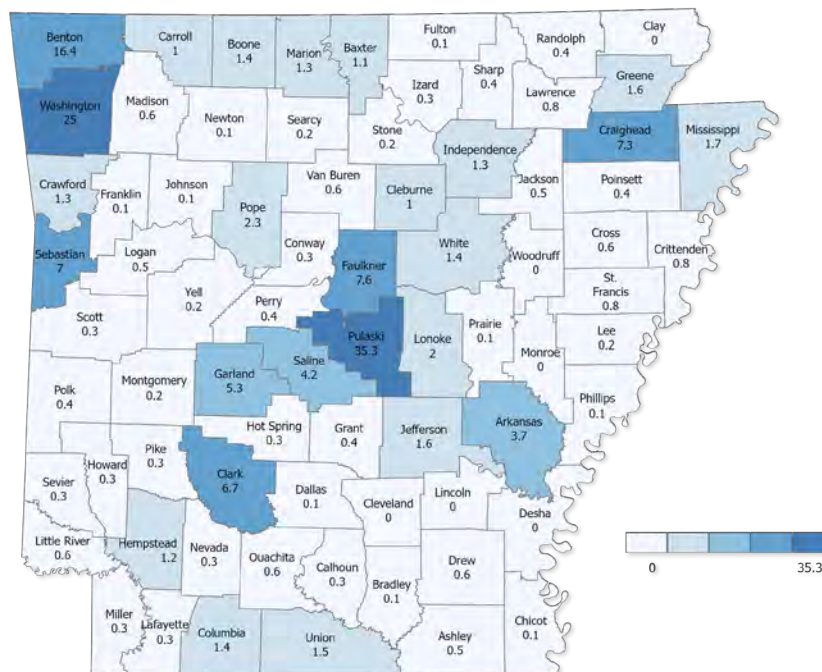 Benton
16.4
Carroll
1
Boone
1.4
Marion
1.3
Baxter
1.1
Fulton
0.1
Randolph
0.4
Clay
0
Izard
0.3
Sharp
0.4
Lawrence
0.8
Greene
1.6
Washington
25
Madison
0.6
Newton
0.1
Searcy
0.2
Stone
0.2
Independence
1.3
Jackson
0.5
Craighead
7.3
Mississippi
1.7
Poinsett
0.4
Crawford
1.3
Franklin
0.1
Johnson
0.1
Pope
2.3
Van Buren
0.6
Cleburne
1
White
1.4
Woodruff
0
Cross
0.6
Crittenden
0.8
Sebastian
7
Logan
0.5
Conway
0.3
Faulkner
7.6
St.
Francis
0.8
Scott
0.3
Yell
0.2
Perry
0.4
Pulaski
35.3
Lonoke
2
Prairie
0.1
Monroe
0
Lee
0.2
Phillips
0.1
Polk
0.4
Montgomery
0.2
Garland
5.3
Saline
4.2
Hot Spring
0.3
Grant
0.4
Jefferson
1.6
Arkansas
3.7
Sevier
0.3
Howard
0.3
Pike
0.3
Clark
6.7
Dallas
0.1
Cleveland
0
Lincoln
0
Desha
0
Little River
0.6
Hempstead
1.2
Nevada
0.3
Ouachita
0.6
Calhoun
0.3
Bradley
0.1
Drew
0.6
Miller
0.3
Lafayette
0.3
Columbia
1.4
Union
1.5
Ashley
0.5
Chicot
0.1
0 35.3